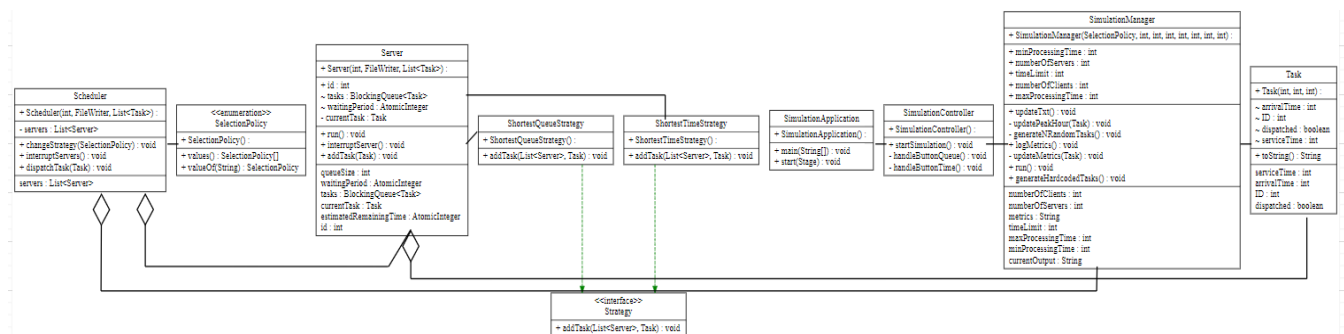 Scheduler
+ Scheduler(int, FileWriter, List<Task>) :
- servers : List<Server>
+ changeStrategy(SelectionPolicy) : void
+ interruptServers() : void
+ dispatchTask(Task) : void
servers : List<Server>
<<enumeration>>
SelectionPolicy
+ SelectionPolicy() :
+ values() : SelectionPolicy[]
+ valueOf(String) : SelectionPolicy
Server
+ Server(int, FileWriter, List<Task>) :
+ id : int
~ tasks : BlockingQueue<Task>
~ waitingPeriod : AtomicInteger
- currentTask : Task
+ run() : void
+ interruptServer() : void
+ addTask(Task) : void
queueSize : int
waitingPeriod : AtomicInteger
tasks : BlockingQueue<Task>
currentTask : Task
estimatedRemainingTime : AtomicInteger
id : int
ShortestQueueStrategy
+ ShortestQueueStrategy() :
+ addTask(List<Server>, Task) : void
ShortestTimeStrategy
+ ShortestTimeStrategy() :
+ addTask(List<Server>, Task) : void
SimulationApplication
+ SimulationApplication() :
+ main(String[]) : void
+ start(Stage) : void
SimulationController
+ SimulationController() :
+ startSimulation() : void
- handleButtonQueue() : void
- handleButtonTime() : void
SimulationManager
+ SimulationManager(SelectionPolicy, int, int, int, int, int, int, int) :
+ minProcessingTime : int
+ numberOfServers : int
+ timeLimit : int
+ numberOfClients : int
+ maxProcessingTime : int
+ updateTxt() : void
- updatePeakHour(Task) : void
- generateNRandomTasks() : void
+ logMetrics() : void
- updateMetrics(Task) : void
+ run() : void
+ generateHardcodedTasks() : void
numberOfClients : int
numberOfServers : int
metrics : String
timeLimit : int
maxProcessingTime : int
minProcessingTime : int
currentOutput : String
Task
+ Task(int, int, int) :
~ arrivalTime : int
~ ID : int
~ dispatched : boolean
~ serviceTime : int
+ toString() : String
serviceTime : int
arrivalTime : int
ID : int
dispatched : boolean
<<interface>>
Strategy
+ addTask(List<Server>, Task) : void